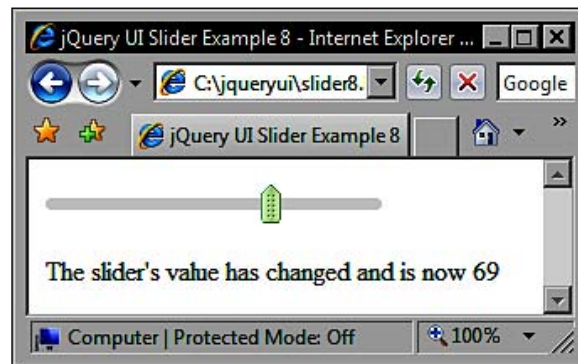 jQuery UI Slider Example 8 - Internet Explorer ...
C:\jqueryui\slider8.
Google
jQuery UI Slider Example 8
»
The slider's value has changed and is now 69
Computer | Protected Mode: Off
100%